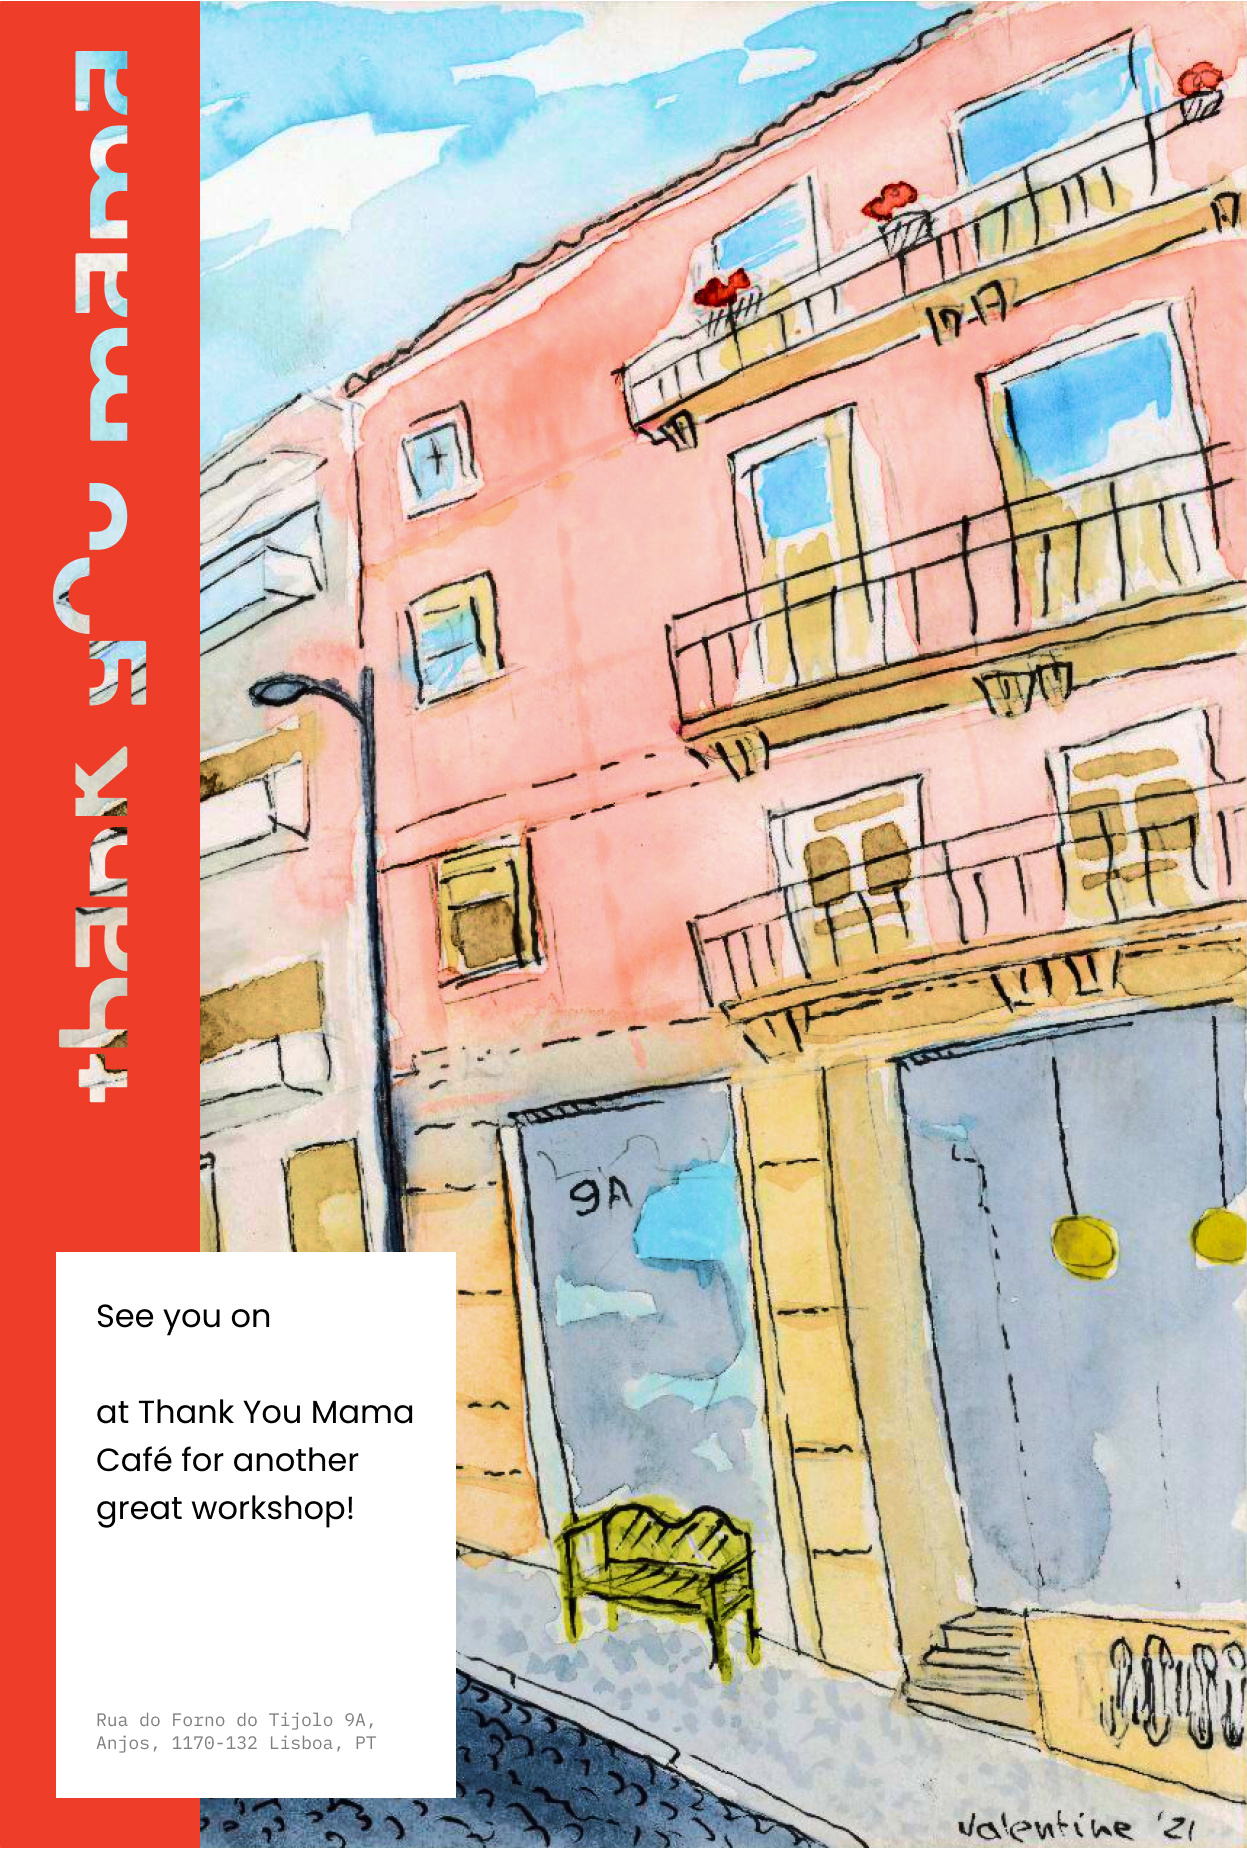 thank you mama
9A
See you on
at Thank You Mama
Café for another
great workshop!
Rua do Forno do Tijolo 9A,
Anjos, 1170-132 Lisboa, PT
valentine '21